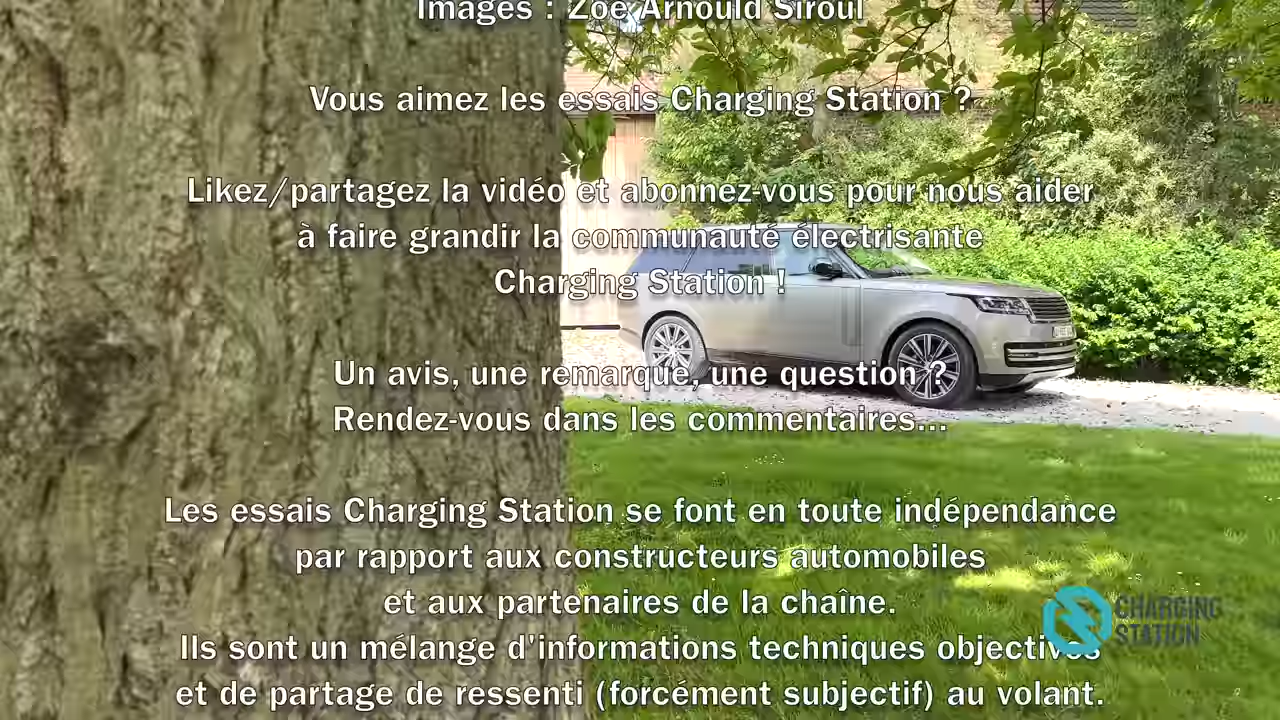 Images : Zoé Arnould Siroul
Vous aimez les essais Charging Station ?
Likez/partagez la vidéo et abonnez-vous pour nous aider
à faire grandir la communauté électrisante
Charging Station !
Un avis, une remarque, une question ?
Rendez-vous dans les commentaires...
Les essais Charging Station se font en toute indépendance
par rapport aux constructeurs automobiles
et aux partenaires de la chaîne.
Ils sont un mélange d'informations techniques objectives
et de partage de ressenti (forcément subjectif) au volant.
CHARGING
STATION